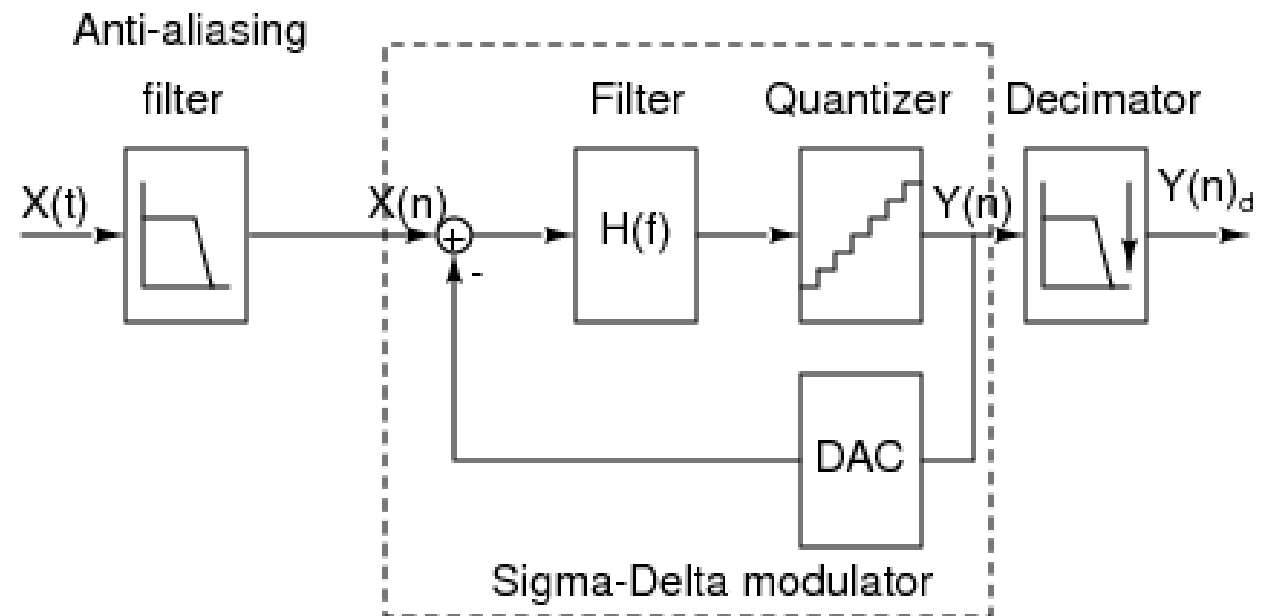 Anti-aliasing
filter
Filter
Quantizer
Decimator
X(t)
X(n)
+
-
H(f)
Y(n)
Y(n)d
DAC
Sigma-Delta modulator